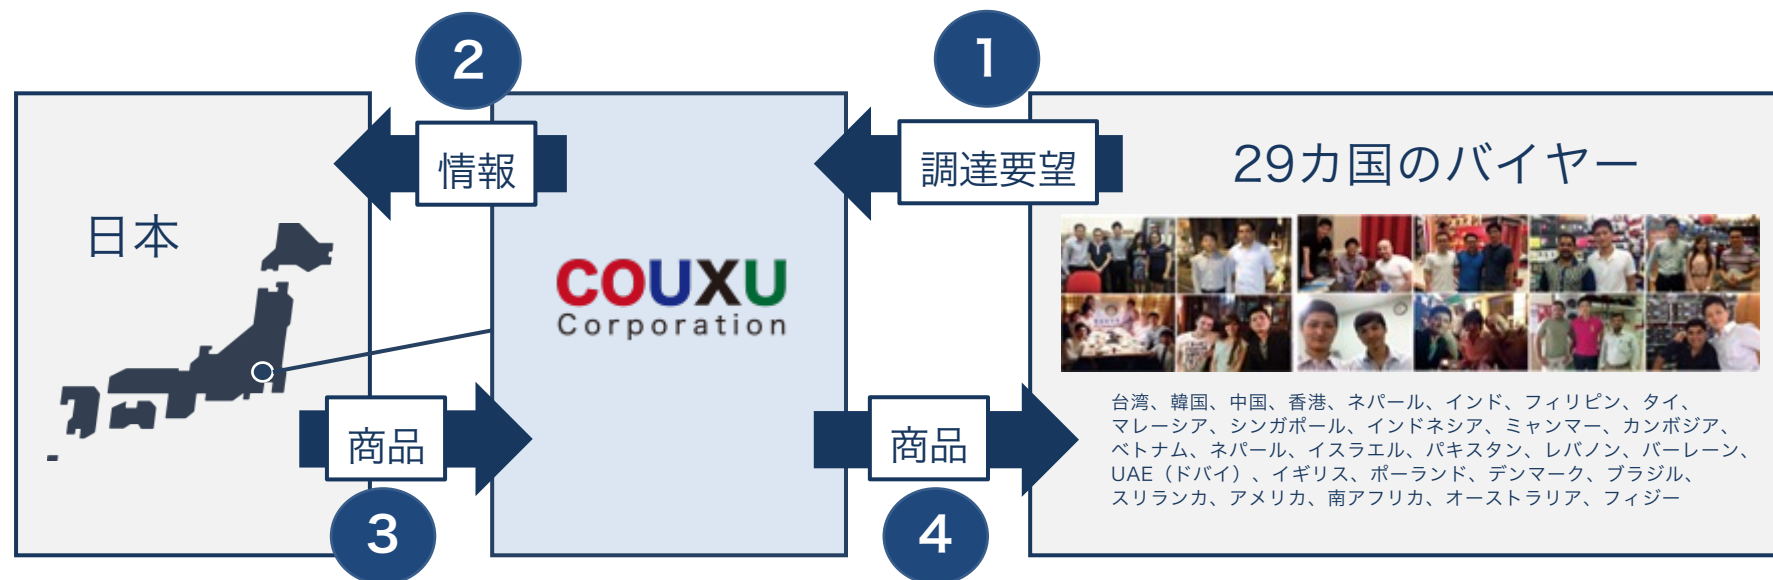 2
1
情報
調達要望
29カ国のバイヤー
日本
COUXU
Corporation
台湾、韓国、中国、香港、ネパール、インド、フィリピン、タイ、
マレーシア、シンガポール、インドネシア、ミャンマー、カンボジア、
ベトナム、ネパール、イスラエル、パキスタン、レバノン、バーレーン、
UAE（ドバイ）、イギリス、ポーランド、デンマーク、ブラジル、
スリランカ、アメリカ、南アフリカ、オーストラリア、フィジー
商品
商品
3
4